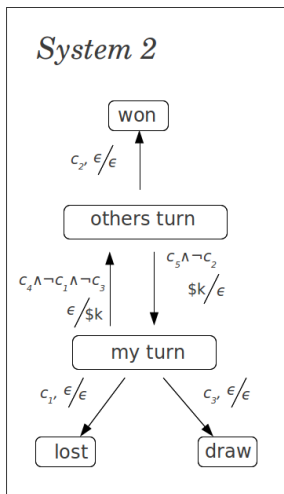 System 2
won
c₂, ϵ/ϵ
others turn
c₄∧¬c₁∧¬c₃
ϵ/$k
c₅∧¬c₂
$k/ϵ
my turn
c₁, ϵ/ϵ
c₃, ϵ/ϵ
lost
draw